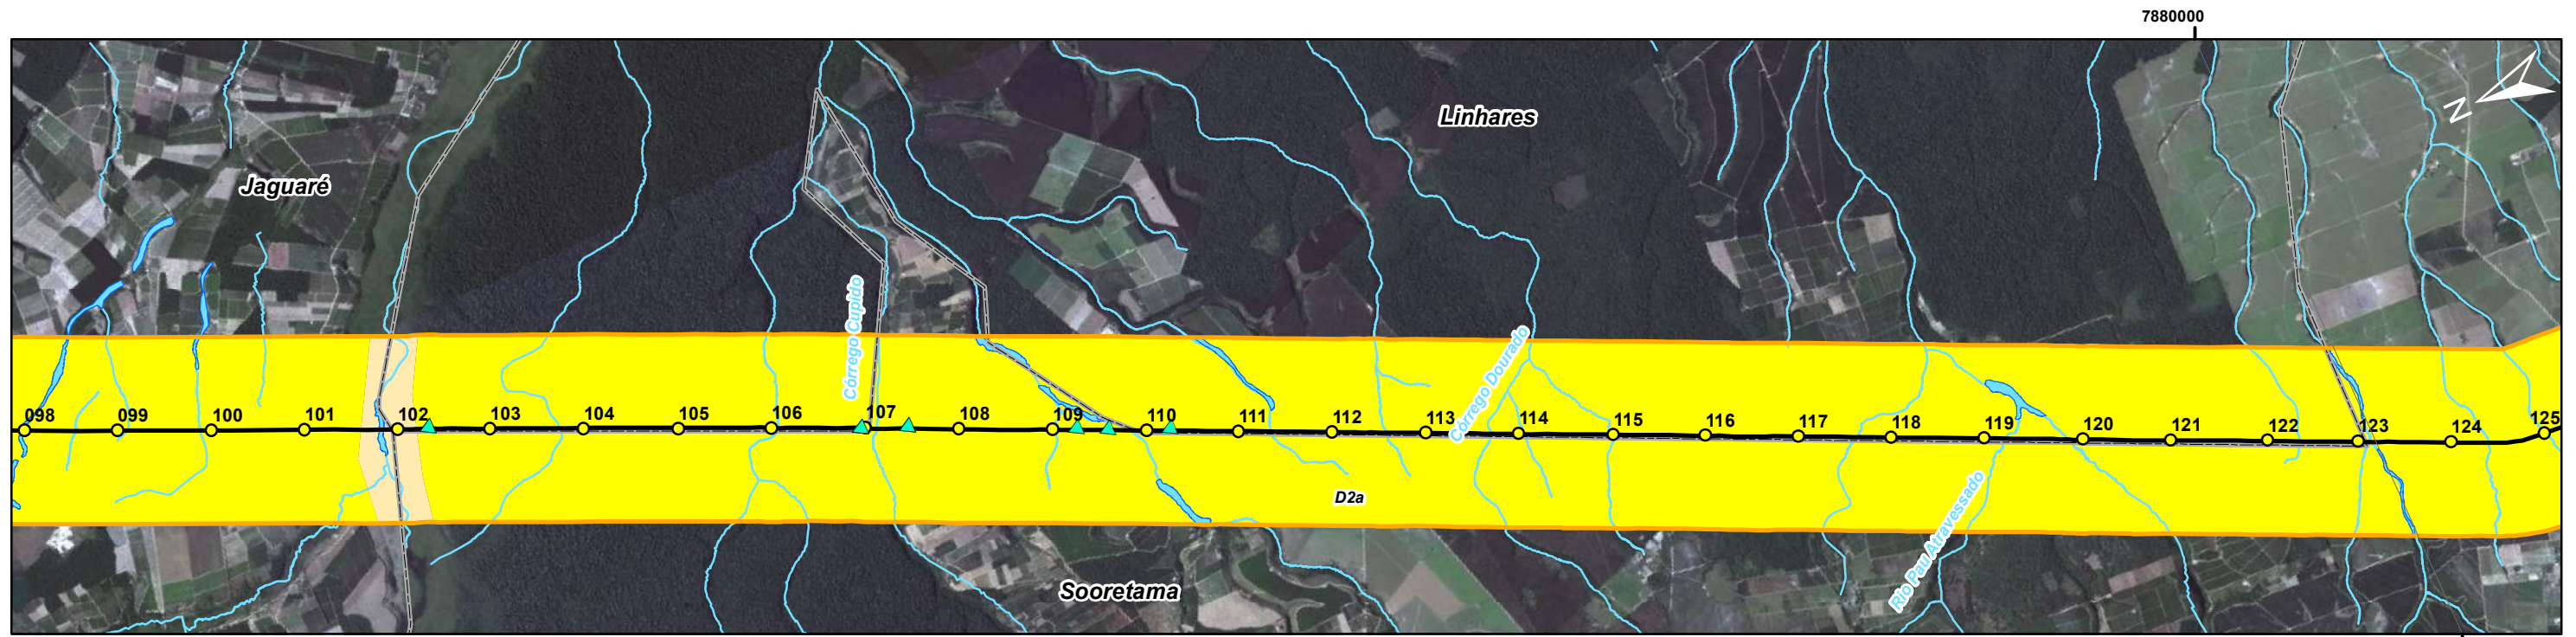 7880000
N
Linhares
Jaguaré
Córrego Cupido
Córrego Dourado
098 099 100 101 102 103 104 105 106 107 108 109 110 111 112 113 114 115 116 117 118 119 120 121 122 123 124 125
D2a
Rio Paul Atravessado
Sooretama